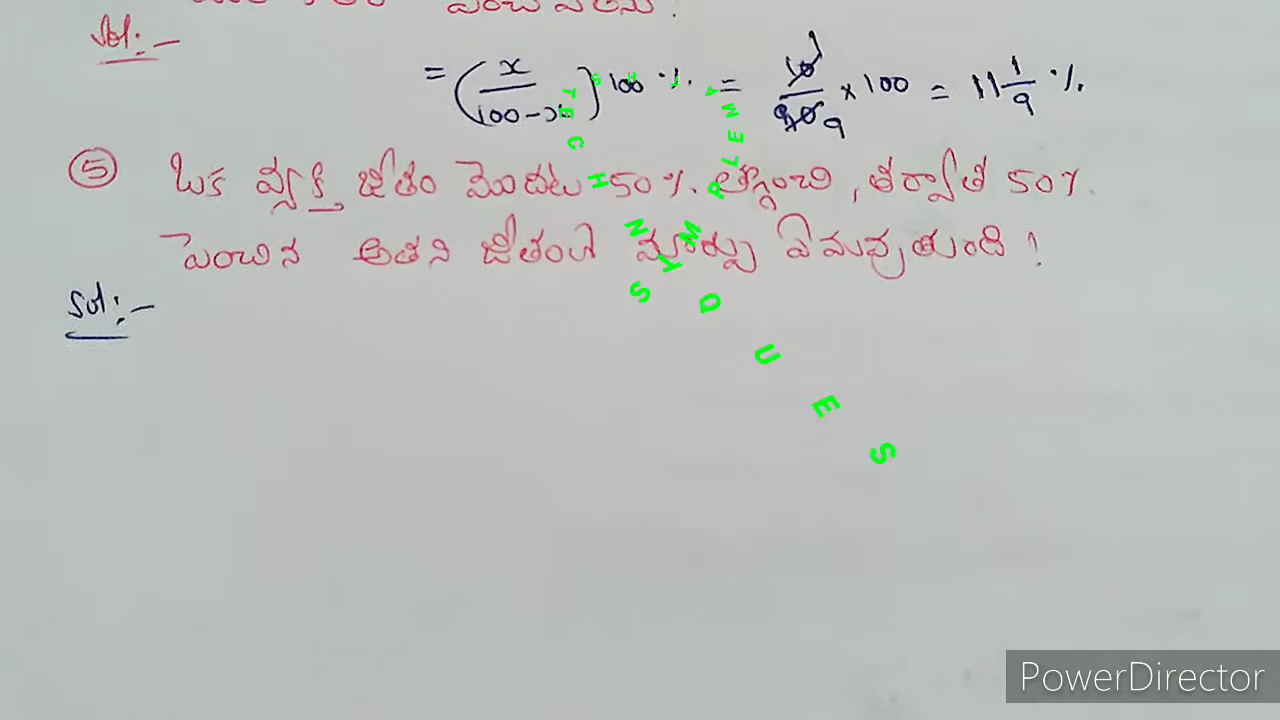 Sol:-
= (x/(100-x)) 100 % = 10/90 × 100 = 11 1/9 %
⑤ ఒక వ్యక్తి జీతం మొదట 50%. తగ్గించి, తర్వాత 50%.
పెంచిన అతని జీతంలో మార్పు ఏమవుతుంది?
Sol:-
PowerDirector